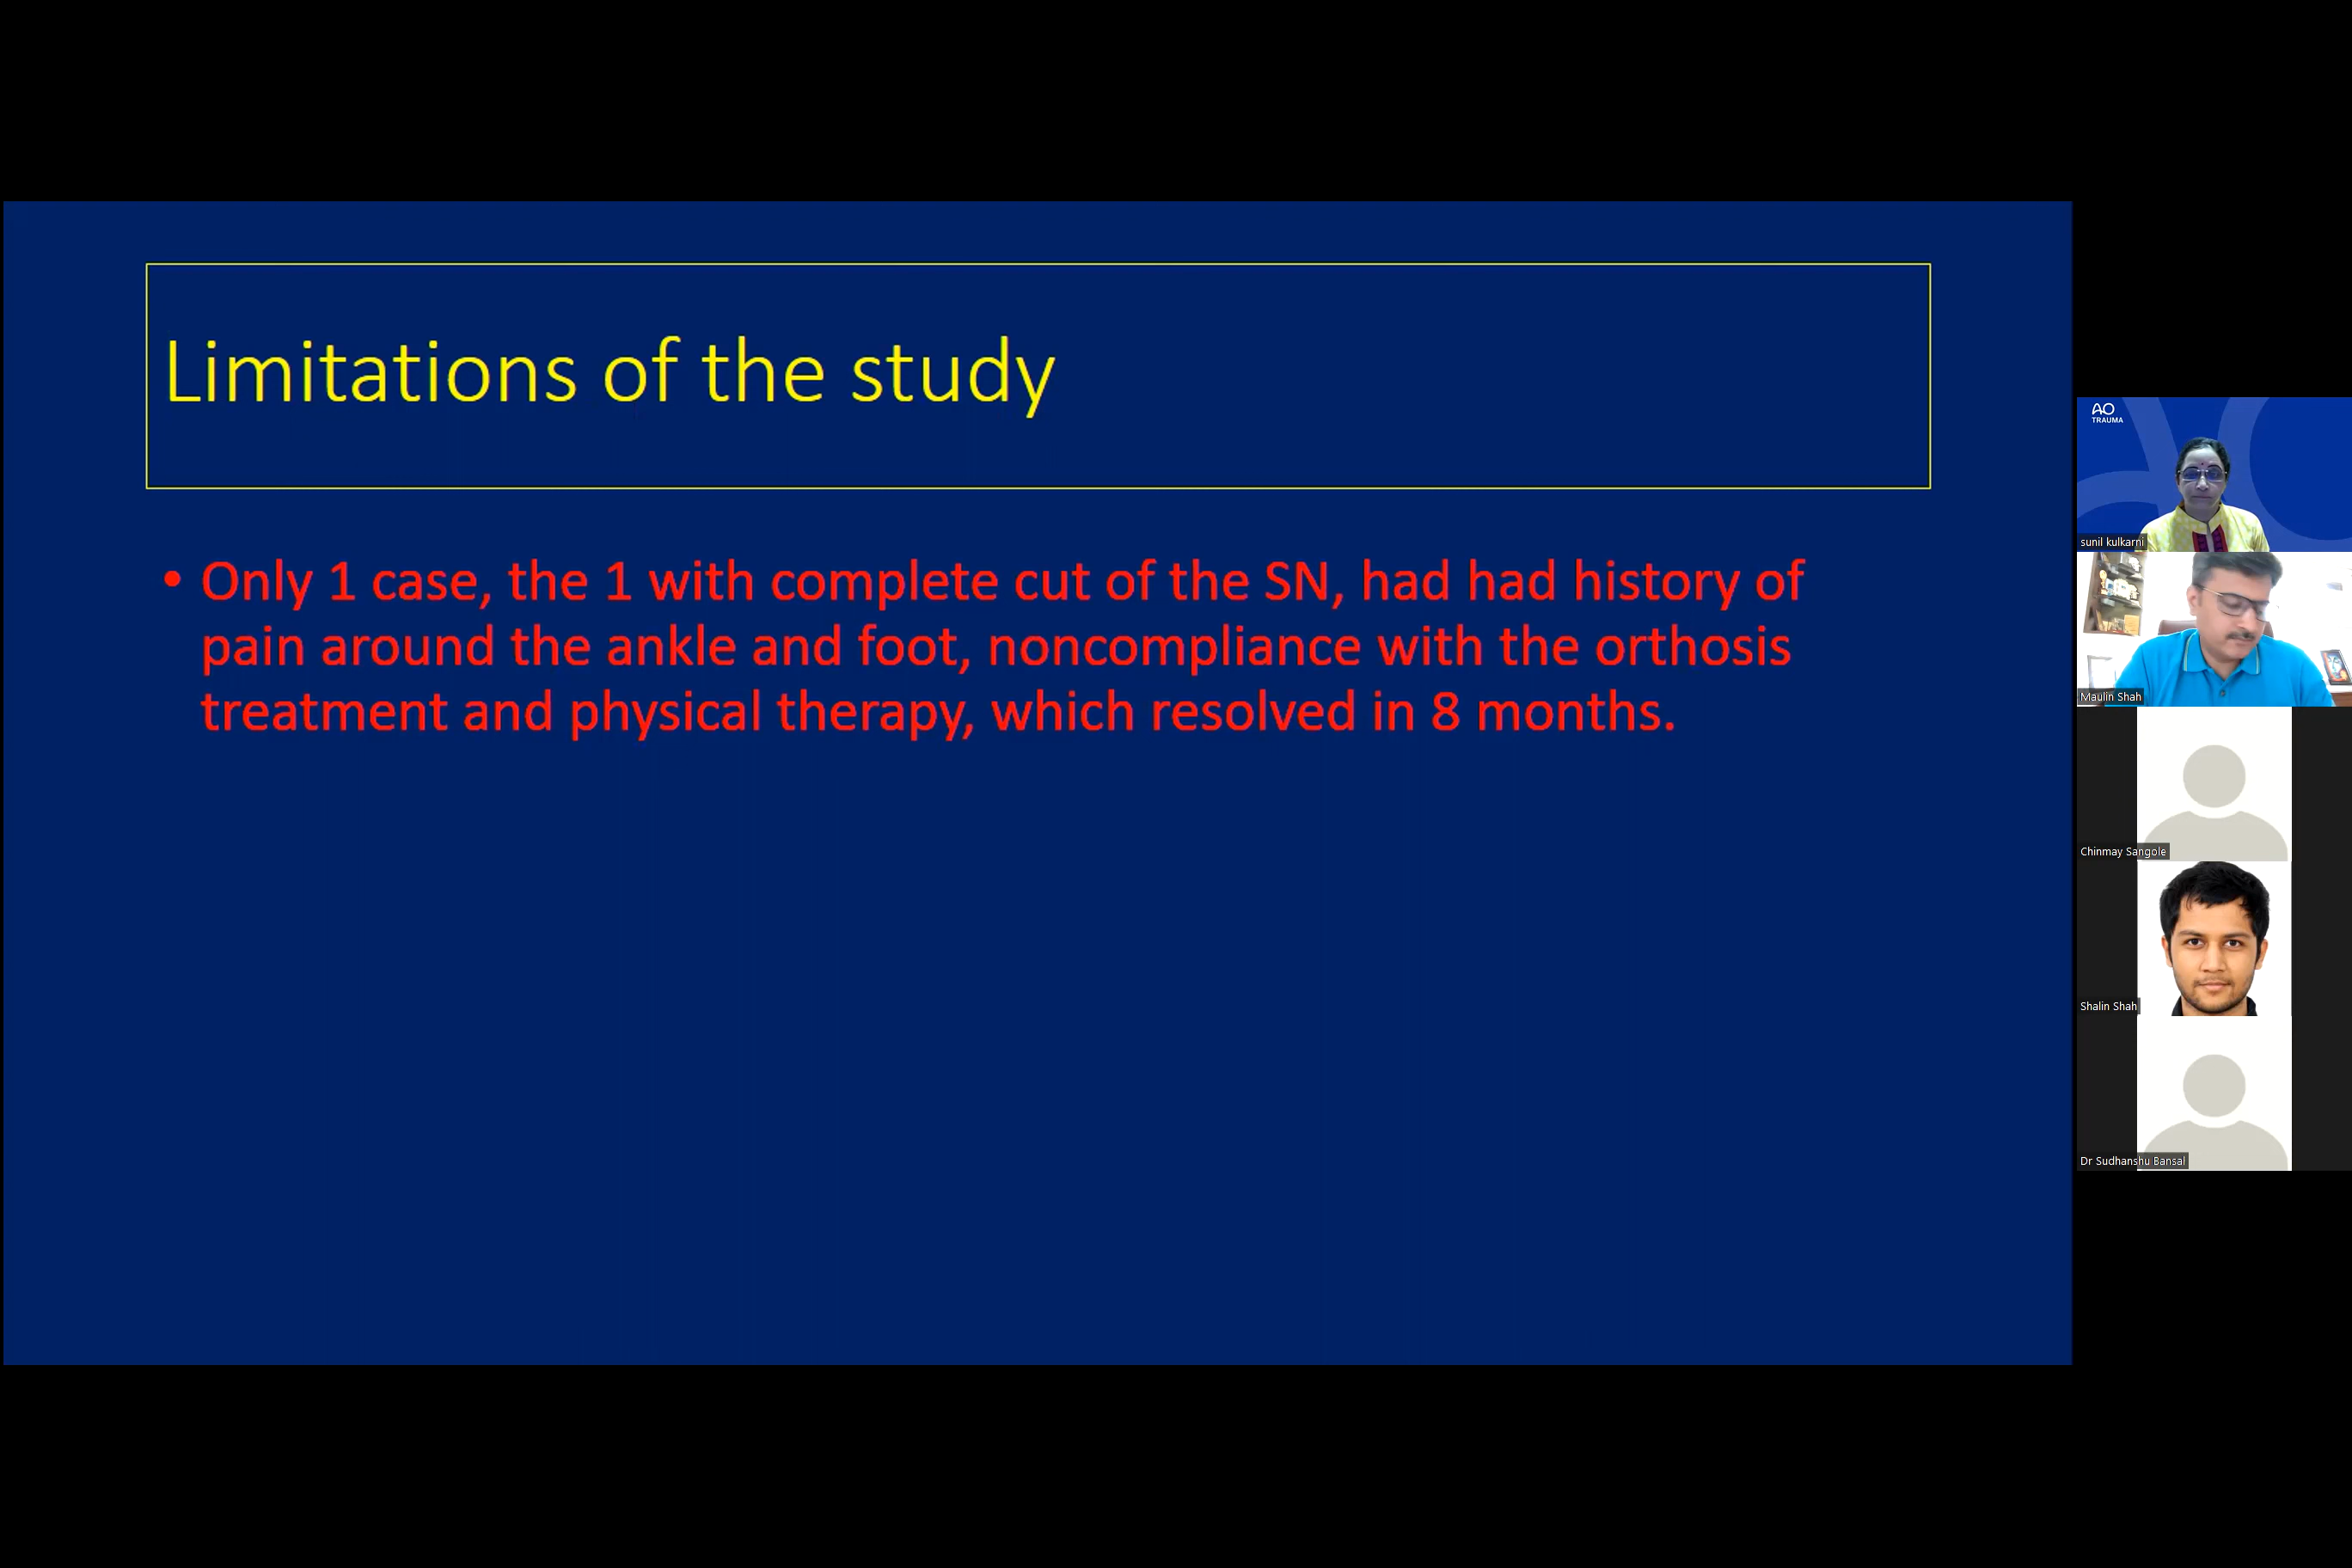 Limitations of the study
• Only 1 case, the 1 with complete cut of the SN, had had history of
pain around the ankle and foot, noncompliance with the orthosis
treatment and physical therapy, which resolved in 8 months.
AO
TRAUMA
sunil kulkarni
Maulin Shah
Chinmay Sangole
Shalin Shah
Dr Sudhanshu Bansal